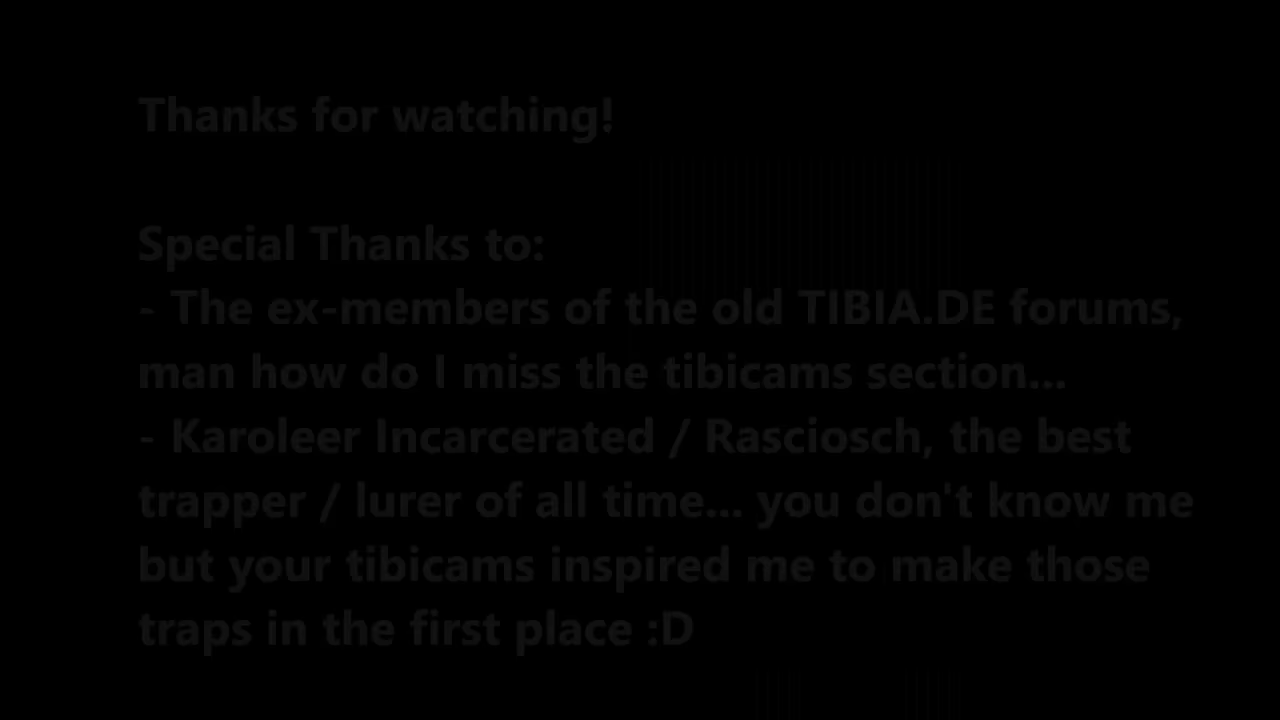 Thanks for watching!
Special Thanks to:
- The ex-members of the old TIBIA.DE forums,
man how do I miss the tibicams section...
- Karoleer Incarcerated / Rasciosch, the best
trapper / lurer of all time... you don't know me
but your tibicams inspired me to make those
traps in the first place :D